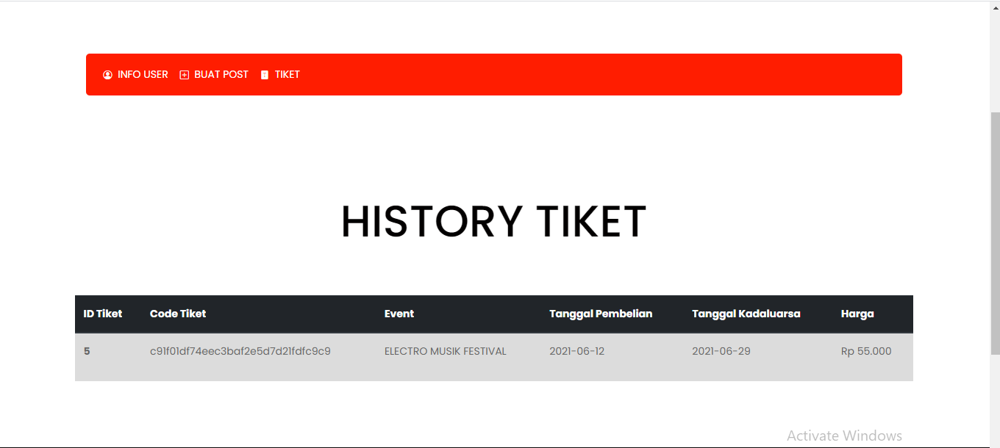 INFO USER BUAT POST TIKET
HISTORY TIKET
ID Tiket Code Tiket Event Tanggal Pembelian Tanggal Kadaluarsa Harga
5 c91f01df74eec3baf2e5d7d21fdfc9c9 ELECTRO MUSIK FESTIVAL 2021-06-12 2021-06-29 Rp 55.000
Activate Windows